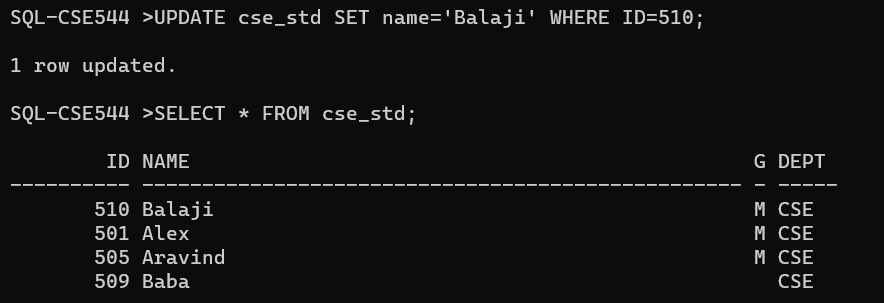 SQL-CSE544 >UPDATE cse_std SET name='Balaji' WHERE ID=510;
1 row updated.
SQL-CSE544 >SELECT * FROM cse_std;
        ID NAME                                               G DEPT
---------- -------------------------------------------------- - -----
       510 Balaji                                             M CSE
       501 Alex                                               M CSE
       505 Aravind                                            M CSE
       509 Baba                                                 CSE